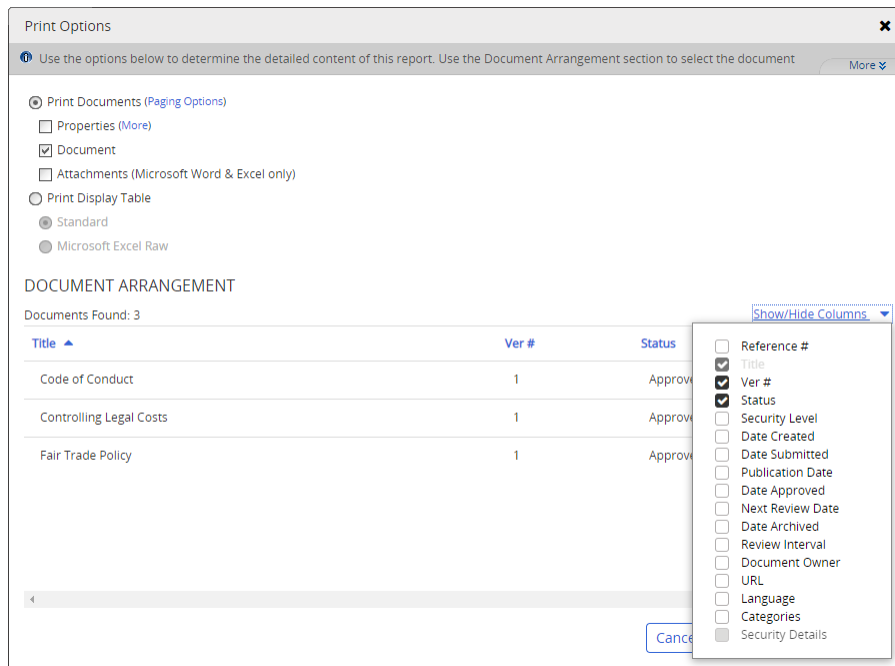 Print Options
Use the options below to determine the detailed content of this report. Use the Document Arrangement section to select the document
More
Print Documents (Paging Options)
Properties (More)
Document
Attachments (Microsoft Word & Excel only)
Print Display Table
Standard
Microsoft Excel Raw
DOCUMENT ARRANGEMENT
Documents Found: 3
Show/Hide Columns
Title Ver # Status
Code of Conduct 1
Controlling Legal Costs 1
Fair Trade Policy 1
Reference #
Title
Ver #
Status
Security Level
Date Created
Date Submitted
Publication Date
Date Approved
Next Review Date
Date Archived
Review Interval
Document Owner
URL
Language
Categories
Security Details